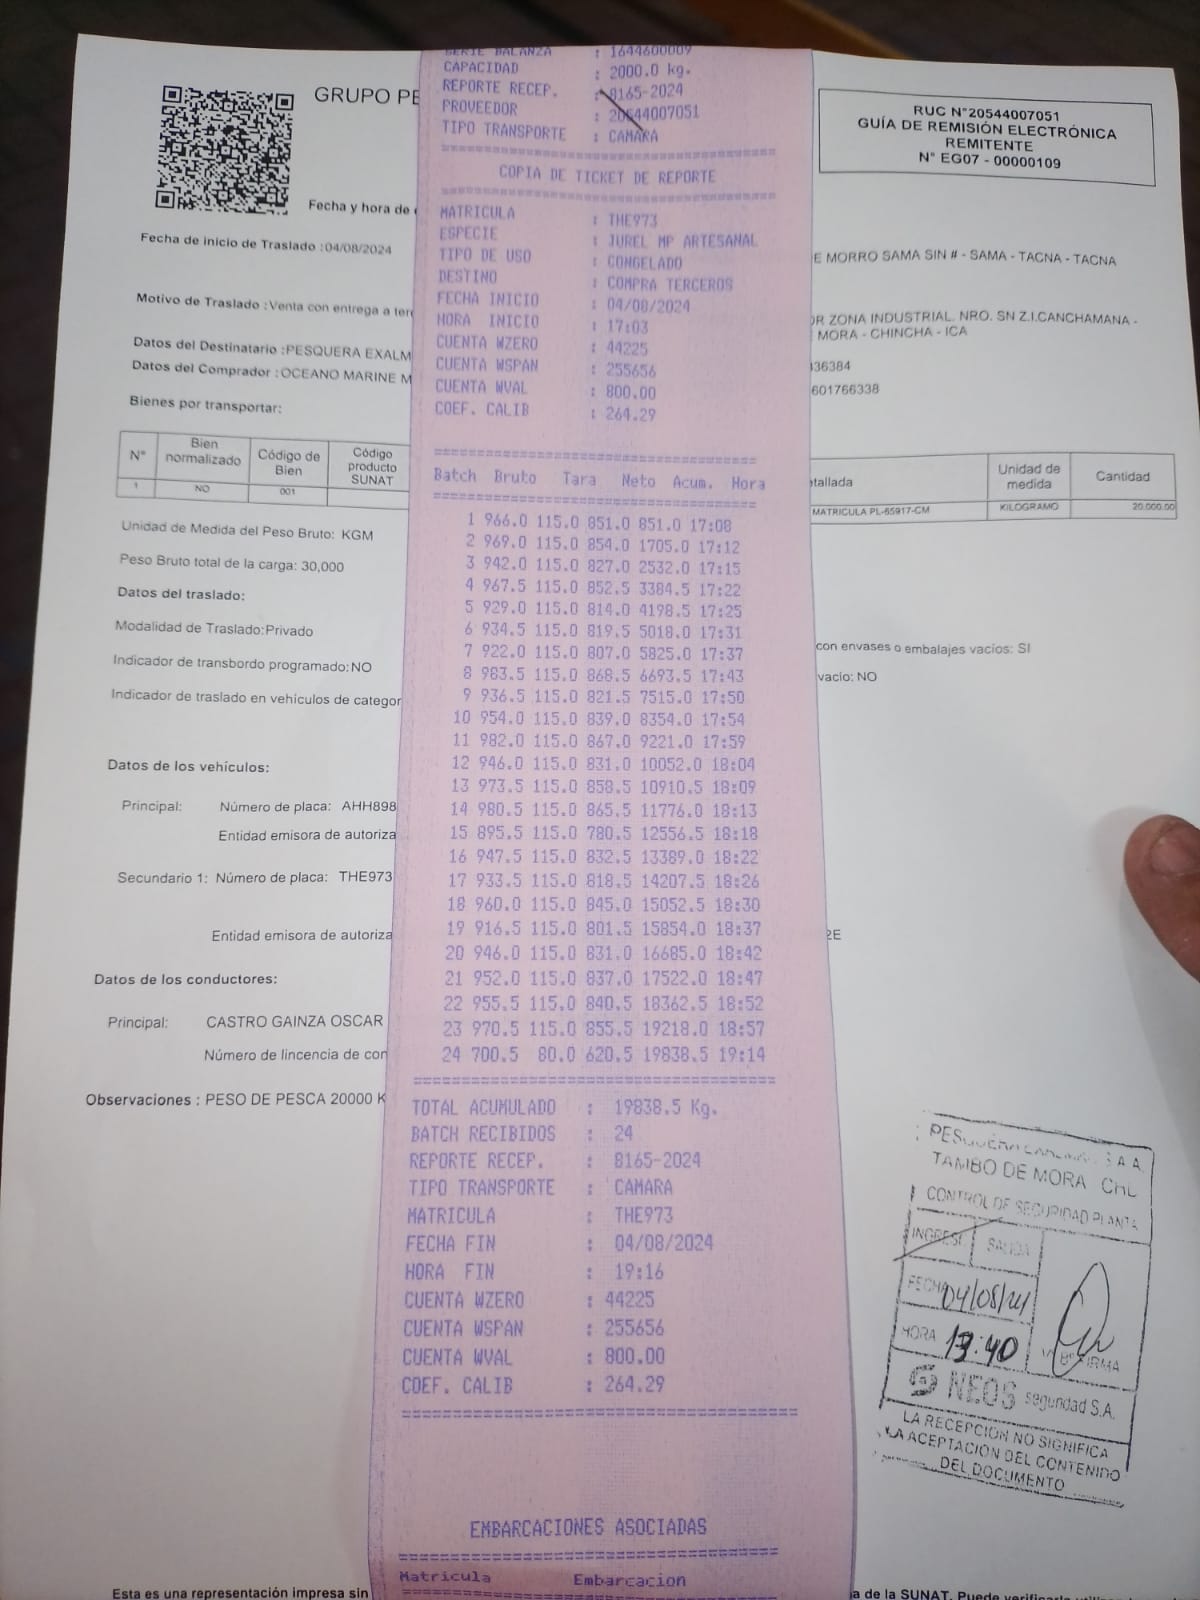 GRUPO PE
RUC N°20544007051
GUÍA DE REMISIÓN ELECTRÓNICA
REMITENTE
N° EG07 - 00000109
Fecha y hora de
Fecha de inicio de Traslado :04/08/2024
E MORRO SAMA SIN # - SAMA - TACNA - TACNA
Motivo de Traslado :Venta con entrega a ter
OR ZONA INDUSTRIAL. NRO. SN Z.I.CANCHAMANA -
MORA - CHINCHA - ICA
Datos del Destinatario :PESQUERA EXALM
36384
Datos del Comprador :OCEANO MARINE M
601766338
Bienes por transportar:
N° Bien normalizado Código de Bien Código producto SUNAT tallada Unidad de medida Cantidad
1 NO 001 MATRICULA PL-65917-CM KILOGRAMO 20,000.00
Unidad de Medida del Peso Bruto: KGM
Peso Bruto total de la carga: 30,000
Datos del traslado:
Modalidad de Traslado:Privado
con envases o embalajes vacíos: SI
Indicador de transbordo programado:NO
vacío: NO
Indicador de traslado en vehículos de categor
Datos de los vehículos:
Principal: Número de placa: AHH898
Entidad emisora de autoriza
Secundario 1: Número de placa: THE973
Entidad emisora de autoriza
2E
Datos de los conductores:
Principal: CASTRO GAINZA OSCAR
Número de lincencia de con
Observaciones : PESO DE PESCA 20000 K
SERIE BALANZA : 1644600009
CAPACIDAD : 2000.0 kg.
REPORTE RECEP. : 8165-2024
PROVEEDOR : 20544007051
TIPO TRANSPORTE : CAMARA
COPIA DE TICKET DE REPORTE
MATRICULA : THE973
ESPECIE : JUREL MP ARTESANAL
TIPO DE USO : CONGELADO
DESTINO : COMPRA TERCEROS
FECHA INICIO : 04/08/2024
HORA INICIO : 17:03
CUENTA WZERO : 44225
CUENTA WSPAN : 255656
CUENTA WVAL : 800.00
COEF. CALIB : 264.29
Batch Bruto Tara Neto Acum. Hora
1 966.0 115.0 851.0 851.0 17:08
2 969.0 115.0 854.0 1705.0 17:12
3 942.0 115.0 827.0 2532.0 17:15
4 967.5 115.0 852.5 3384.5 17:22
5 929.0 115.0 814.0 4198.5 17:25
6 934.5 115.0 819.5 5018.0 17:31
7 922.0 115.0 807.0 5825.0 17:37
8 983.5 115.0 868.5 6693.5 17:43
9 936.5 115.0 821.5 7515.0 17:50
10 954.0 115.0 839.0 8354.0 17:54
11 982.0 115.0 867.0 9221.0 17:59
12 946.0 115.0 831.0 10052.0 18:04
13 973.5 115.0 858.5 10910.5 18:09
14 980.5 115.0 865.5 11776.0 18:13
15 895.5 115.0 780.5 12556.5 18:18
16 947.5 115.0 832.5 13389.0 18:22
17 933.5 115.0 818.5 14207.5 18:26
18 960.0 115.0 845.0 15052.5 18:30
19 916.5 115.0 801.5 15854.0 18:37
20 946.0 115.0 831.0 16685.0 18:42
21 952.0 115.0 837.0 17522.0 18:47
22 955.5 115.0 840.5 18362.5 18:52
23 970.5 115.0 855.5 19218.0 18:57
24 700.5 80.0 620.5 19838.5 19:14
TOTAL ACUMULADO : 19838.5 Kg.
BATCH RECIBIDOS : 24
REPORTE RECEP. : 8165-2024
TIPO TRANSPORTE : CAMARA
MATRICULA : THE973
FECHA FIN : 04/08/2024
HORA FIN : 19:16
CUENTA WZERO : 44225
CUENTA WSPAN : 255656
CUENTA WVAL : 800.00
COEF. CALIB : 264.29
EMBARCACIONES ASOCIADAS
Matricula Embarcacion
S.A.A.
TAMBO DE MORA
CONTROL DE SEGURIDAD PLANTA
INGRESO SALIDA
FECHA 04/08/24
HORA 13:40
FIRMA
NEOS seguridad S.A.
LA RECEPCION NO SIGNIFICA
LA ACEPTACION DEL CONTENIDO
DEL DOCUMENTO
Esta es una representación impresa sin
a de la SUNAT. Puede